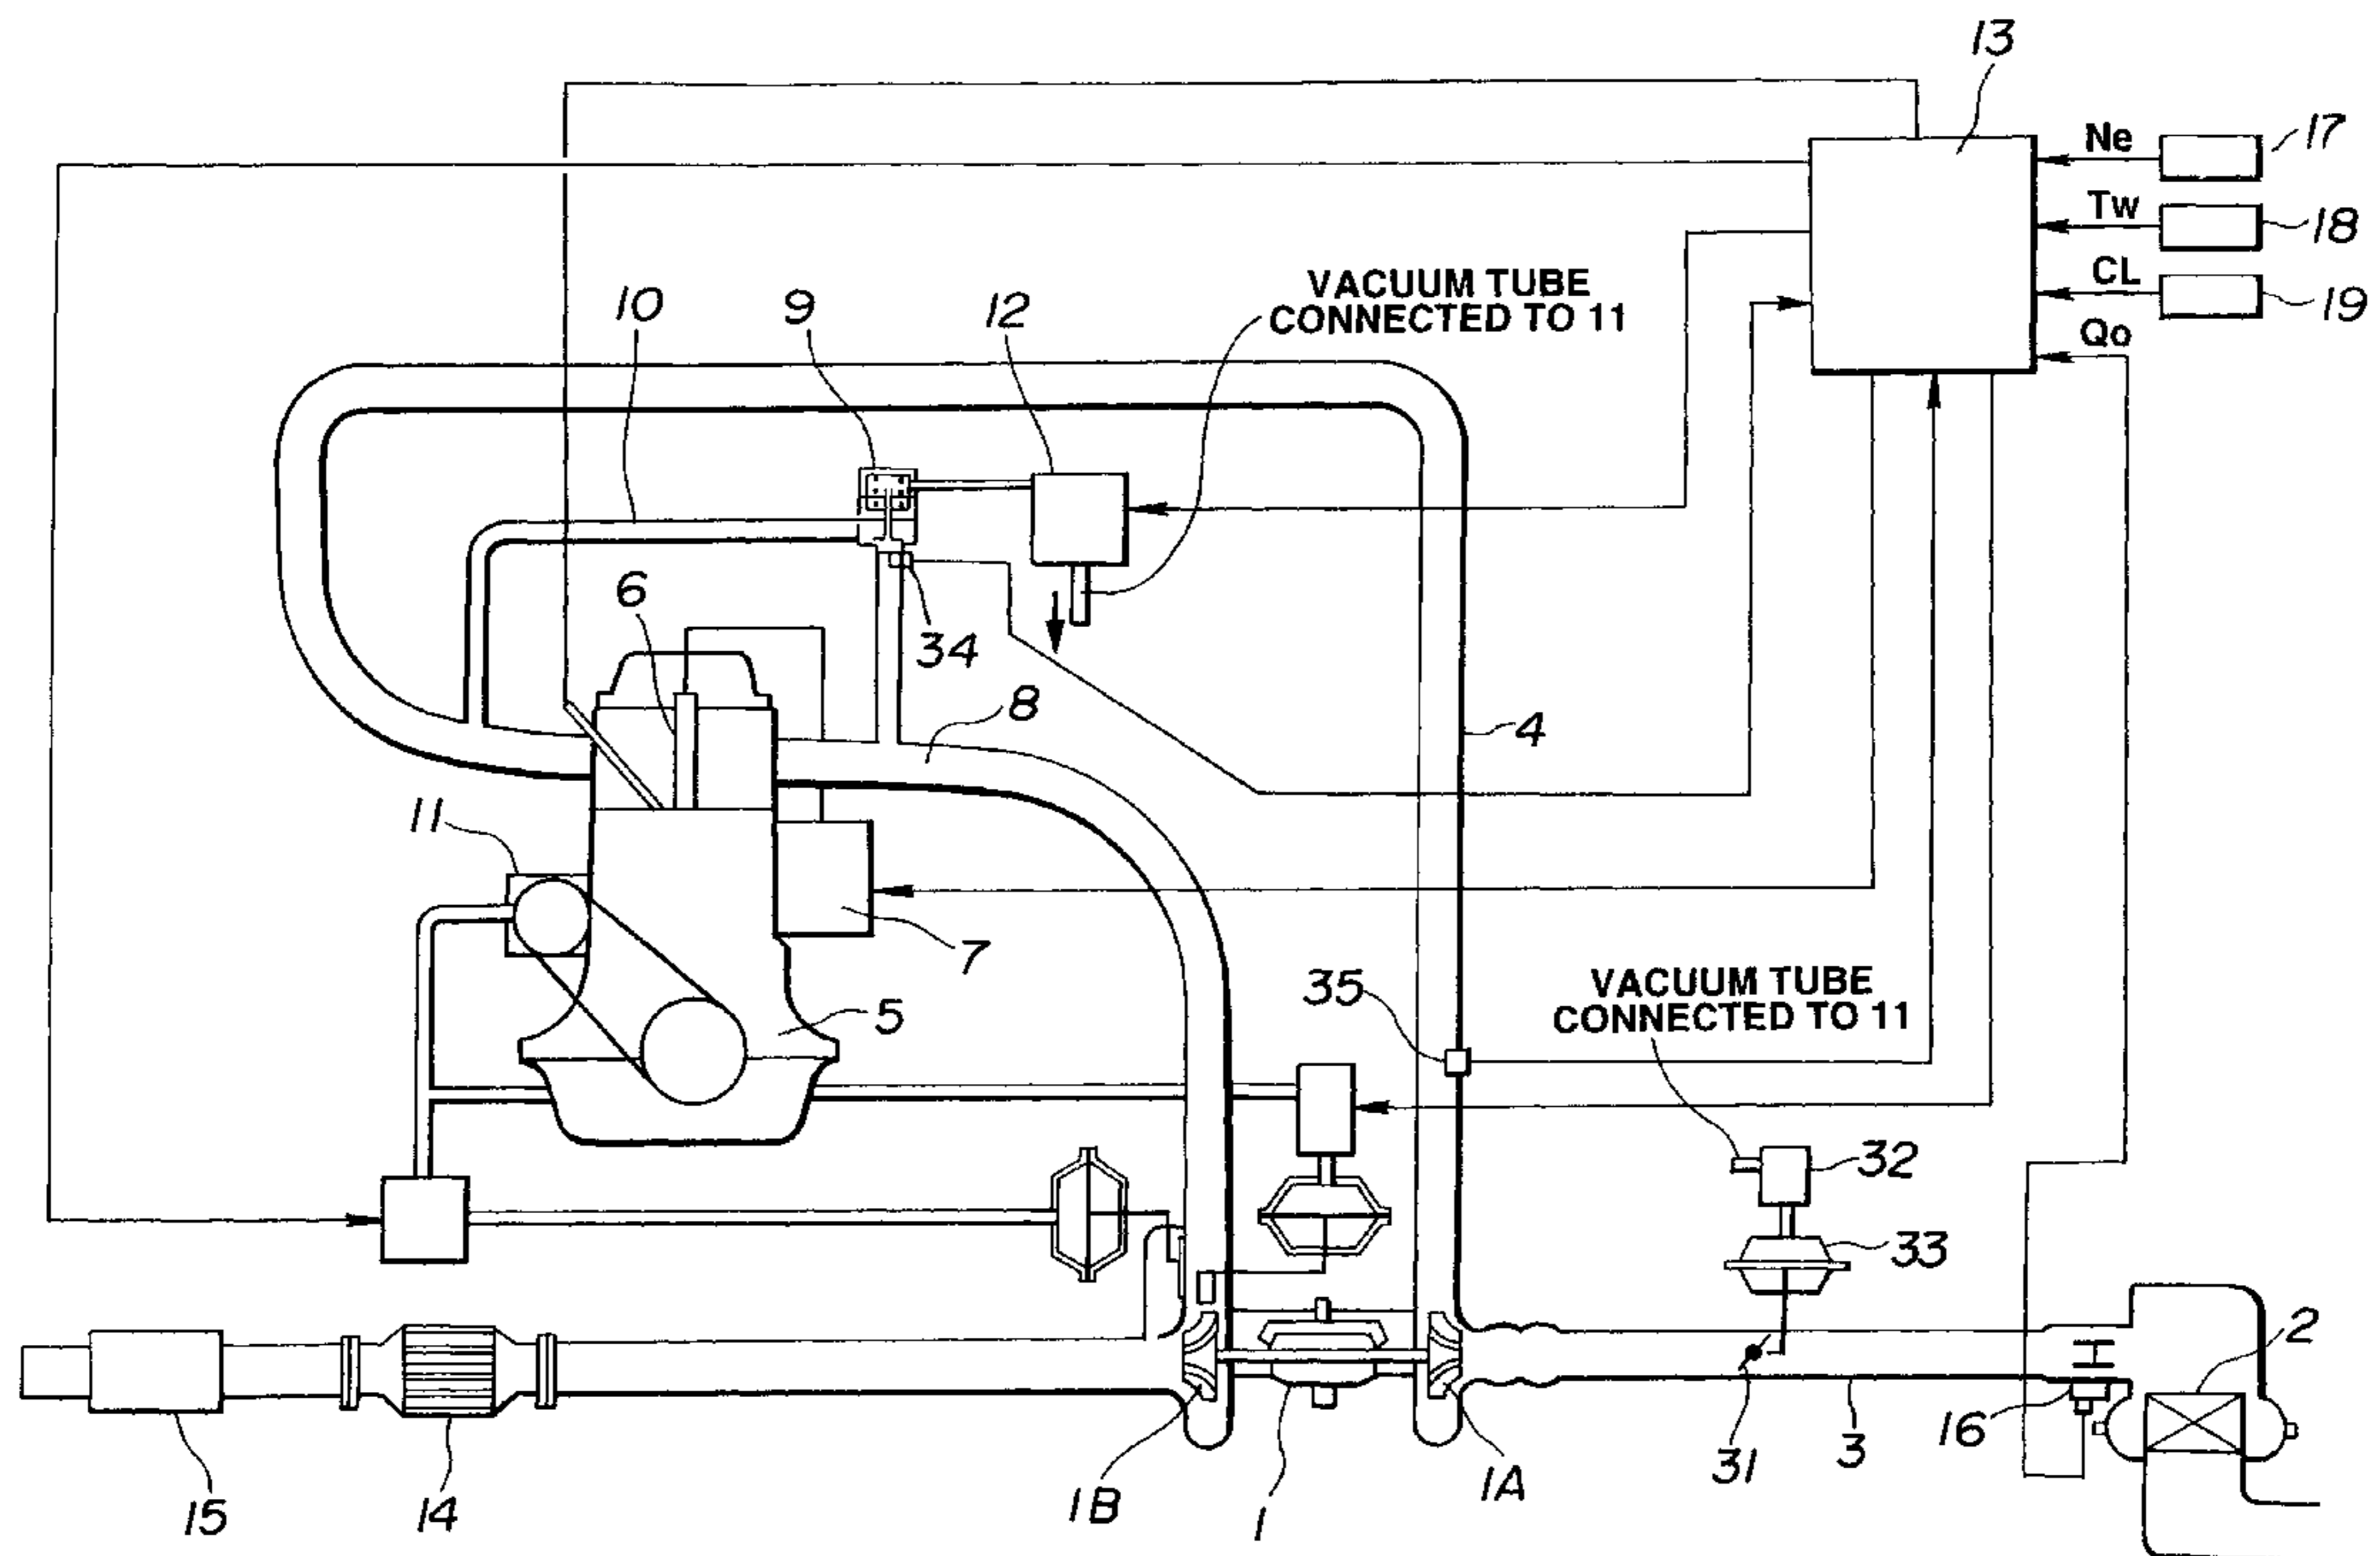 13
Ne
17
Tw
18
CL
19
Qo
VACUUM TUBE
CONNECTED TO 11
10
9
12
6
34
8
4
11
7
5
35
VACUUM TUBE
CONNECTED TO 11
32
33
2
16
31
3
1A
1
1B
14
15